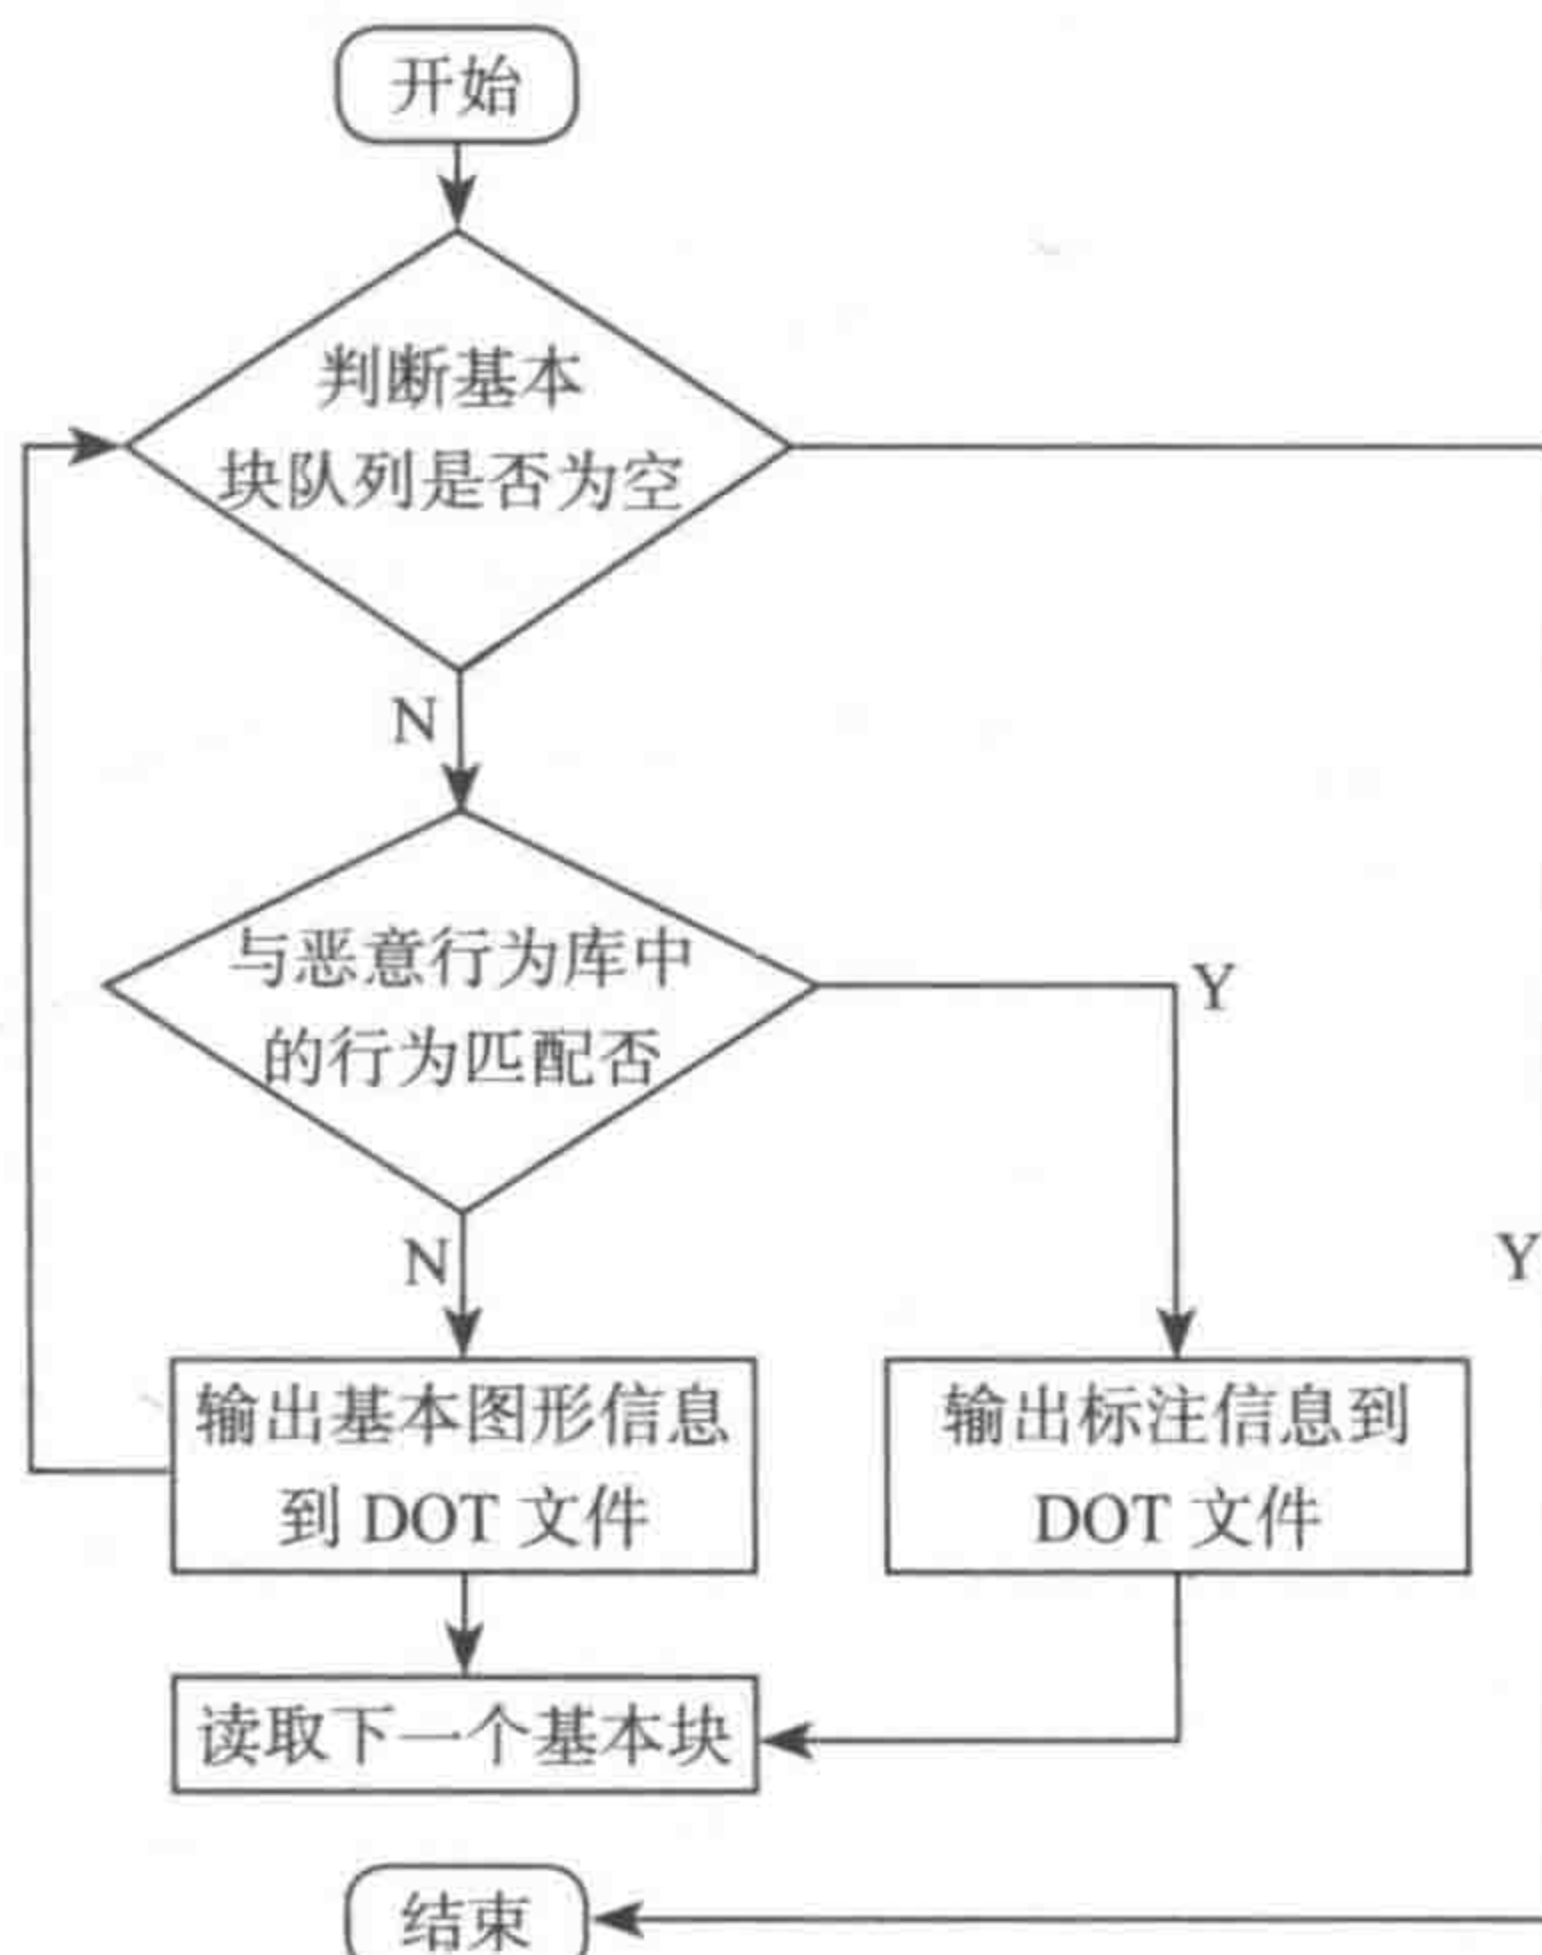 开始
判断基本
块队列是否为空
N
与恶意行为库中
的行为匹配否
Y
N
Y
输出基本图形信息
到 DOT 文件
输出标注信息到
DOT 文件
读取下一个基本块
结束